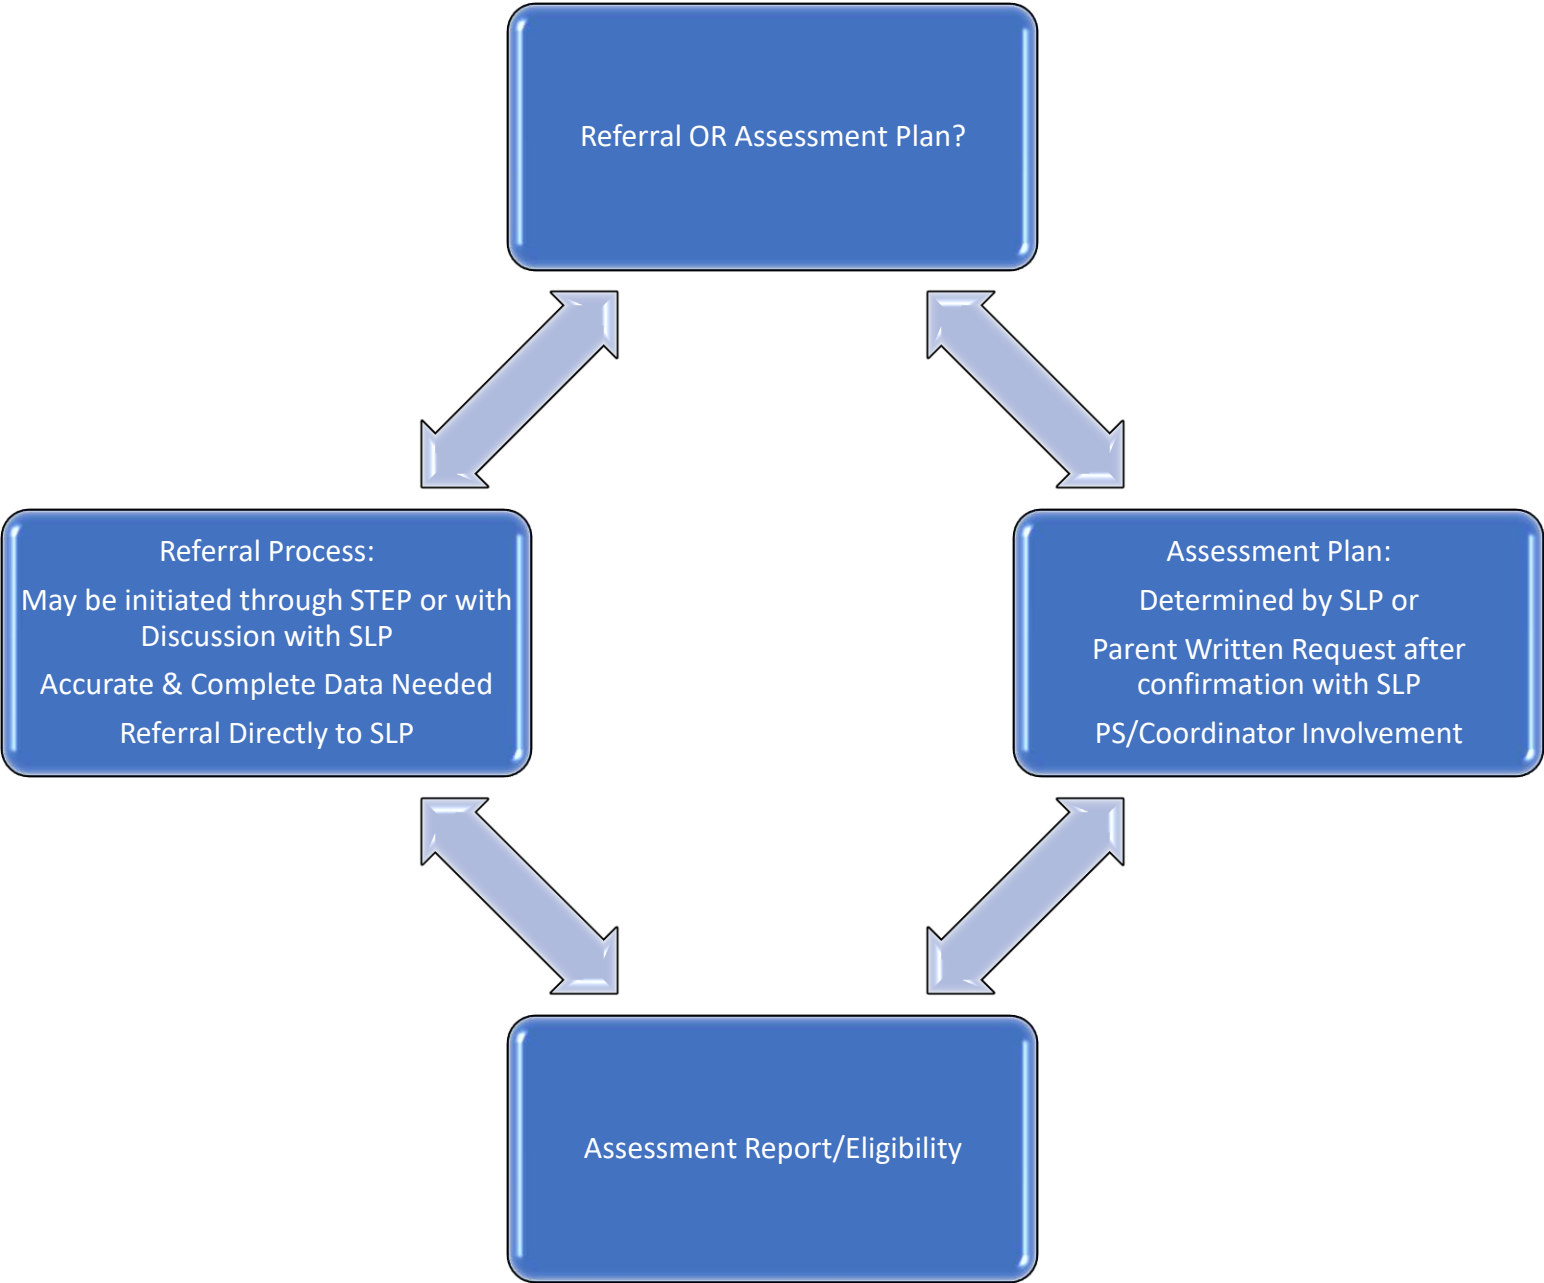 Referral OR Assessment Plan?
Referral Process:
May be initiated through STEP or with
Discussion with SLP
Accurate & Complete Data Needed
Referral Directly to SLP
Assessment Plan:
Determined by SLP or
Parent Written Request after
confirmation with SLP
PS/Coordinator Involvement
Assessment Report/Eligibility